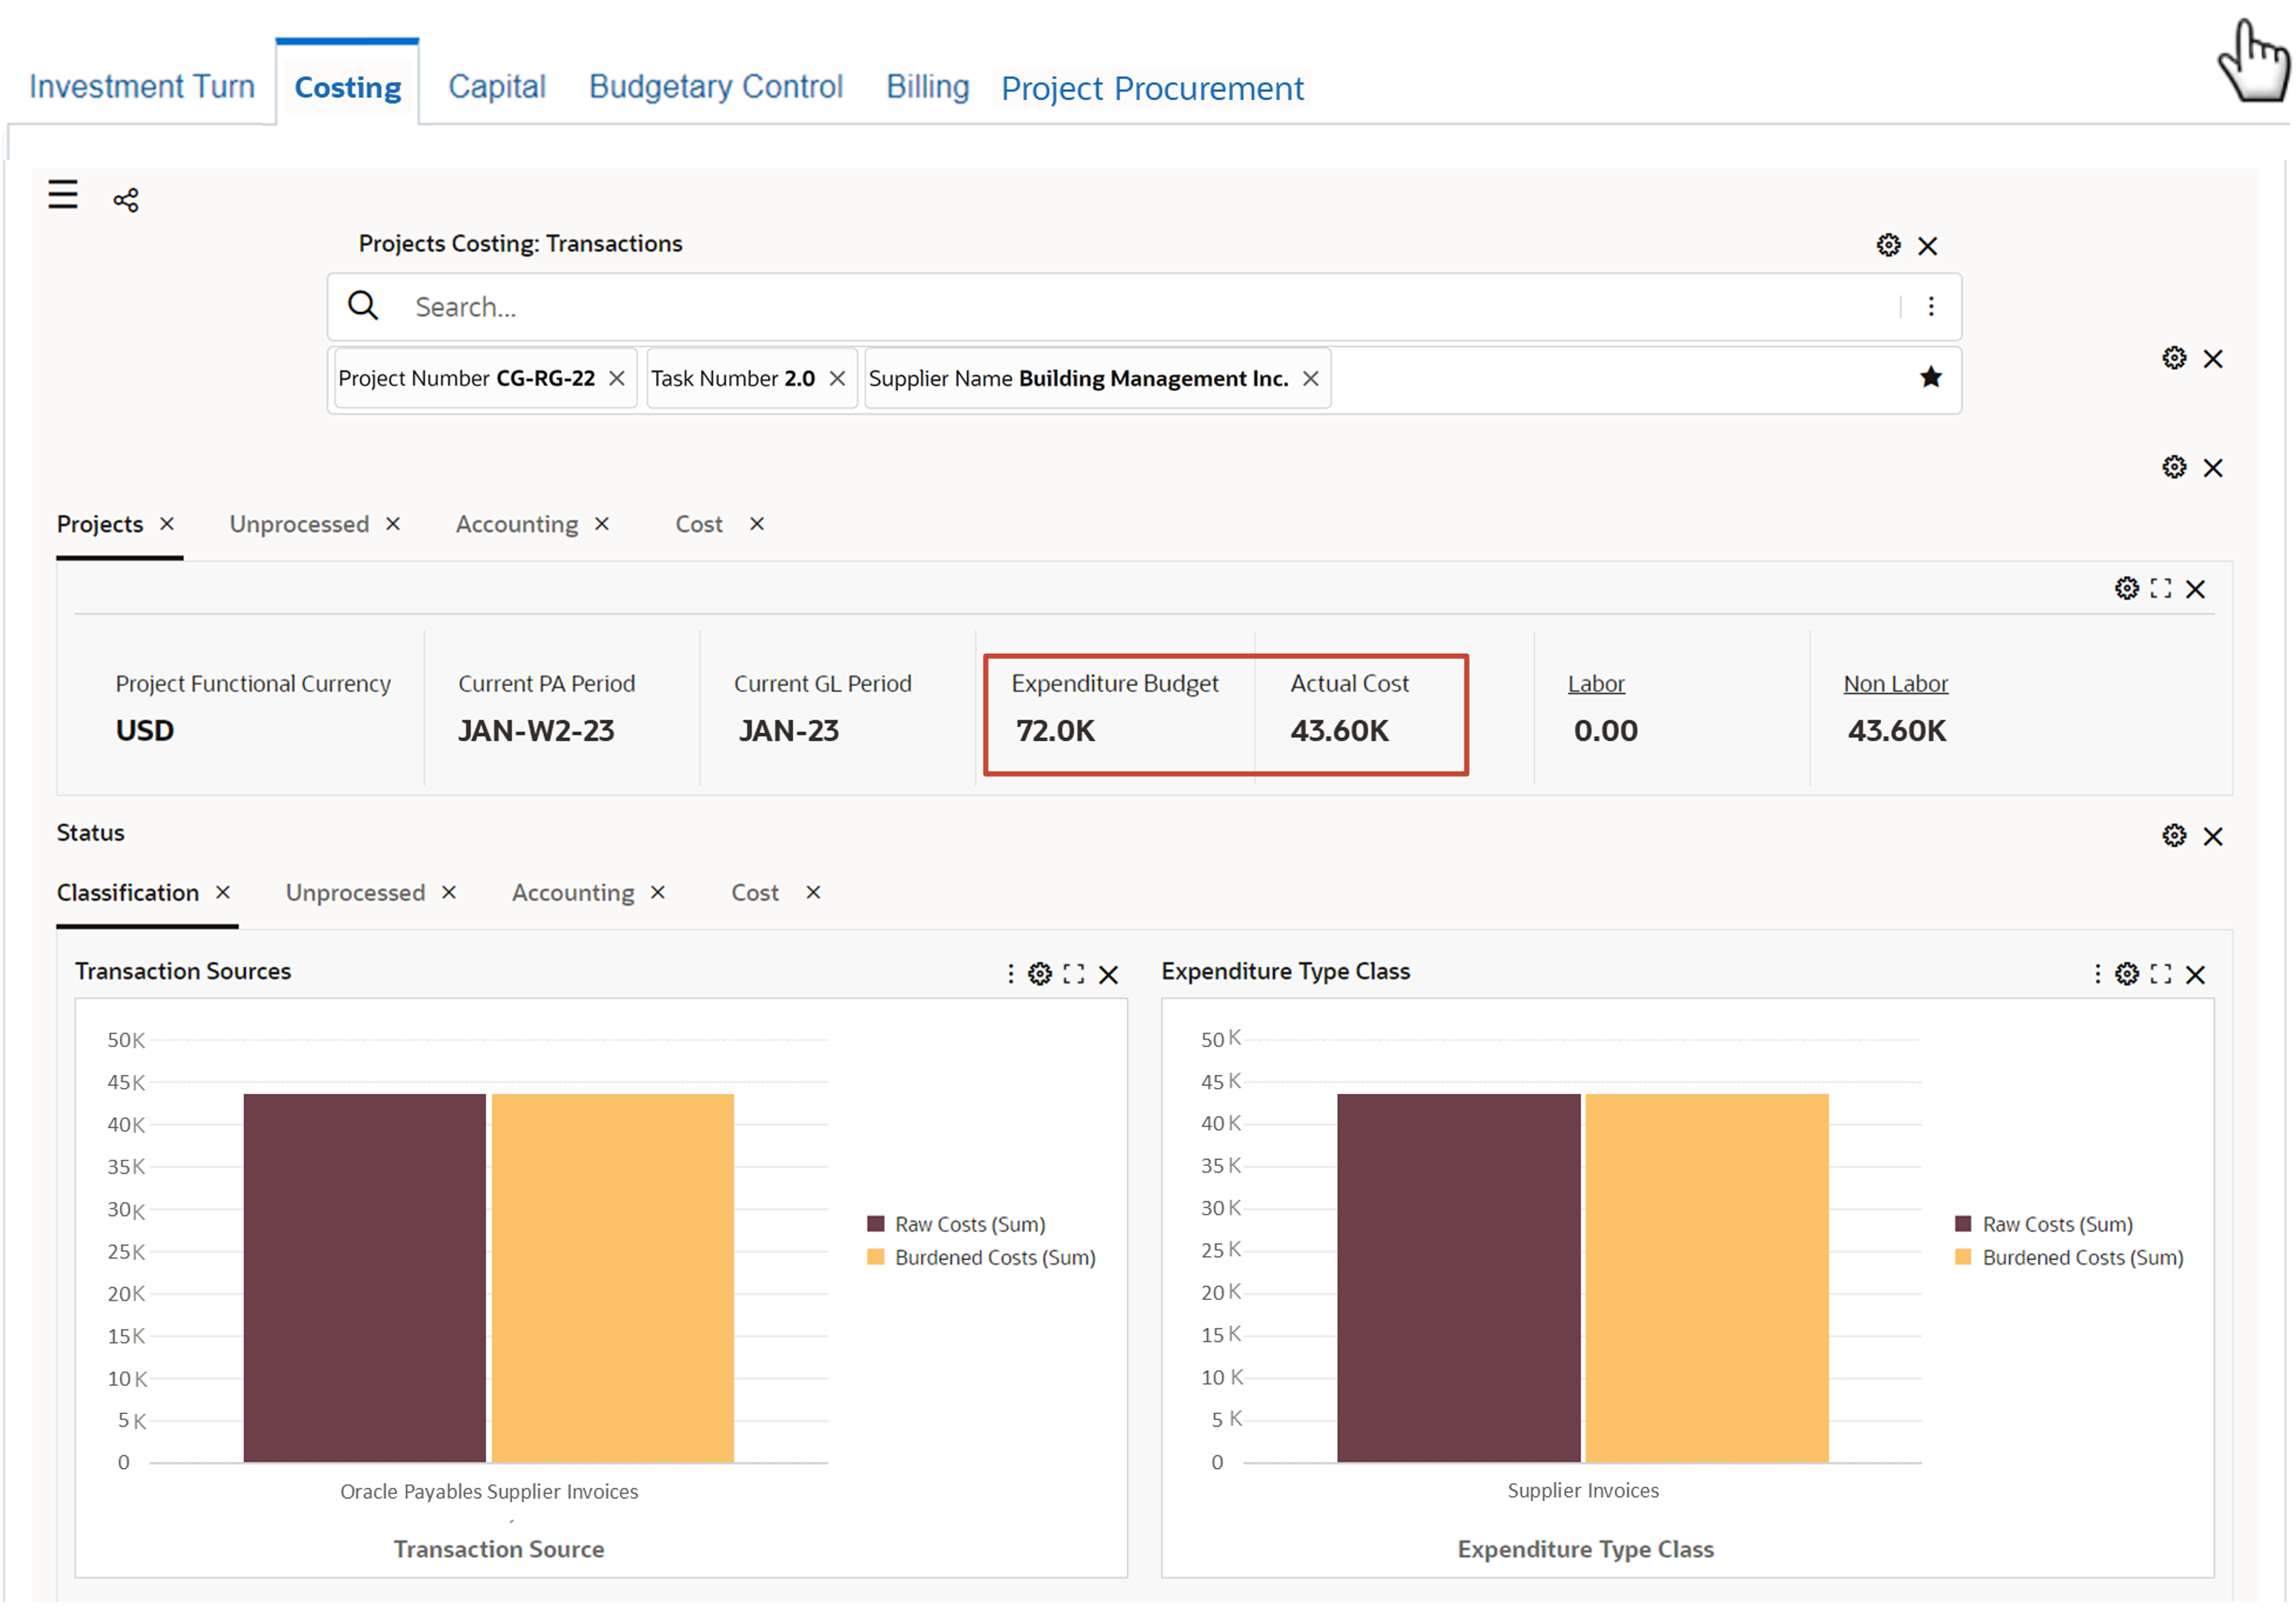 Investment Turn Costing Capital Budgetary Control Billing Project Procurement
Projects Costing: Transactions
Search...
Project Number CG-RG-22 Task Number 2.0 Supplier Name Building Management Inc.
Projects Unprocessed Accounting Cost
Project Functional Currency Current PA Period Current GL Period Expenditure Budget Actual Cost Labor Non Labor
USD JAN-W2-23 JAN-23 72.0K 43.60K 0.00 43.60K
Status
Classification Unprocessed Accounting Cost
Transaction Sources
50K
45K
40K
35K
30K
25K
20K
15K
10K
5K
0
Raw Costs (Sum)
Burdened Costs (Sum)
Oracle Payables Supplier Invoices
Transaction Source
Expenditure Type Class
50 K
45 K
40 K
35 K
30 K
25 K
20 K
15 K
10 K
5 K
0
Raw Costs (Sum)
Burdened Costs (Sum)
Supplier Invoices
Expenditure Type Class